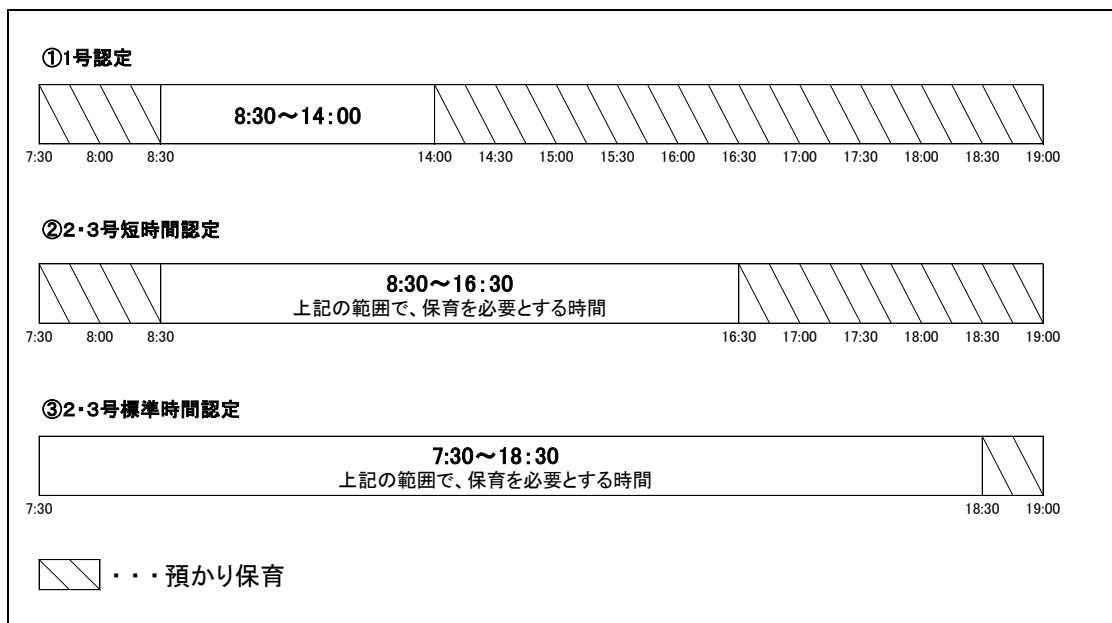 ①1号認定
8:30～14:00
7:30 8:00 8:30 14:00 14:30 15:00 15:30 16:00 16:30 17:00 17:30 18:00 18:30 19:00
②2・3号短時間認定
8:30～16:30
上記の範囲で、保育を必要とする時間
7:30 8:00 8:30 16:30 17:00 17:30 18:00 18:30 19:00
③2・3号標準時間認定
7:30～18:30
上記の範囲で、保育を必要とする時間
7:30 18:30 19:00
・・・預かり保育